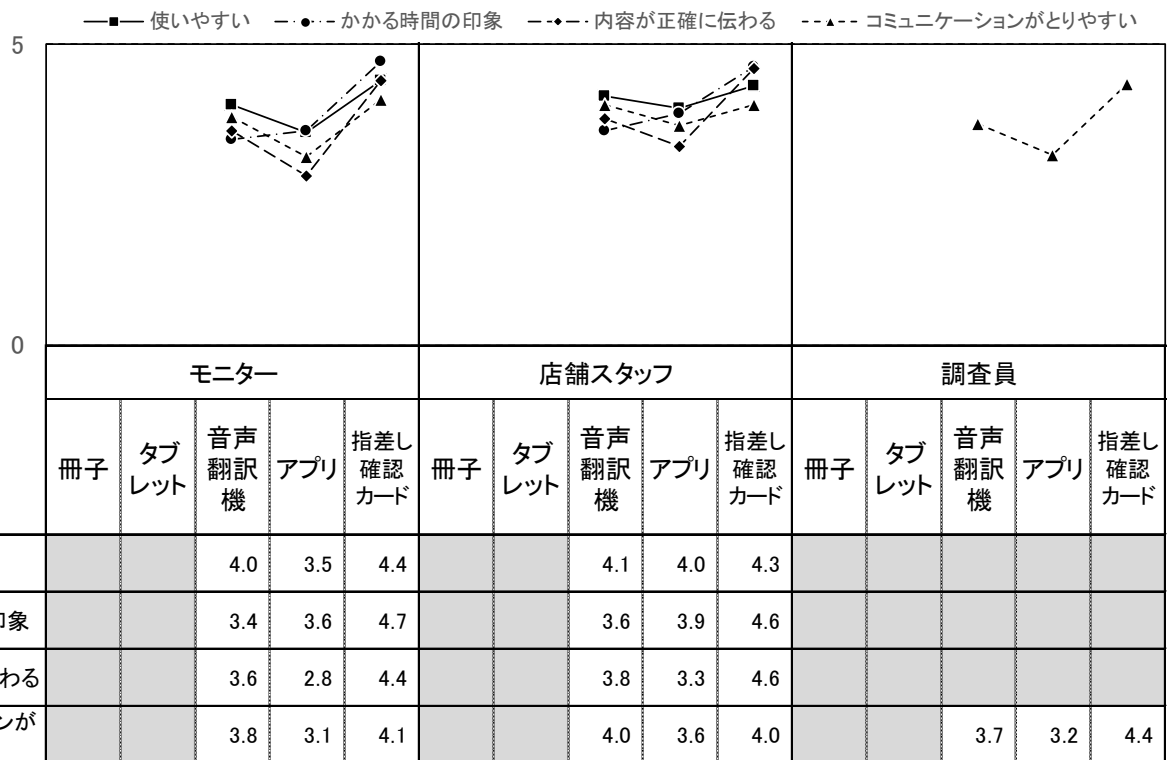 使いやすい かかる時間の印象 内容が正確に伝わる コミュニケーションがとりやすい
5
0
モニター 店舗スタッフ 調査員
冊子 タブレット 音声翻訳機 アプリ 指差し確認カード 冊子 タブレット 音声翻訳機 アプリ 指差し確認カード 冊子 タブレット 音声翻訳機 アプリ 指差し確認カード
4.0 3.5 4.4 4.1 4.0 4.3
印象 3.4 3.6 4.7 3.6 3.9 4.6
わる 3.6 2.8 4.4 3.8 3.3 4.6
ンが 3.8 3.1 4.1 4.0 3.6 4.0 3.7 3.2 4.4